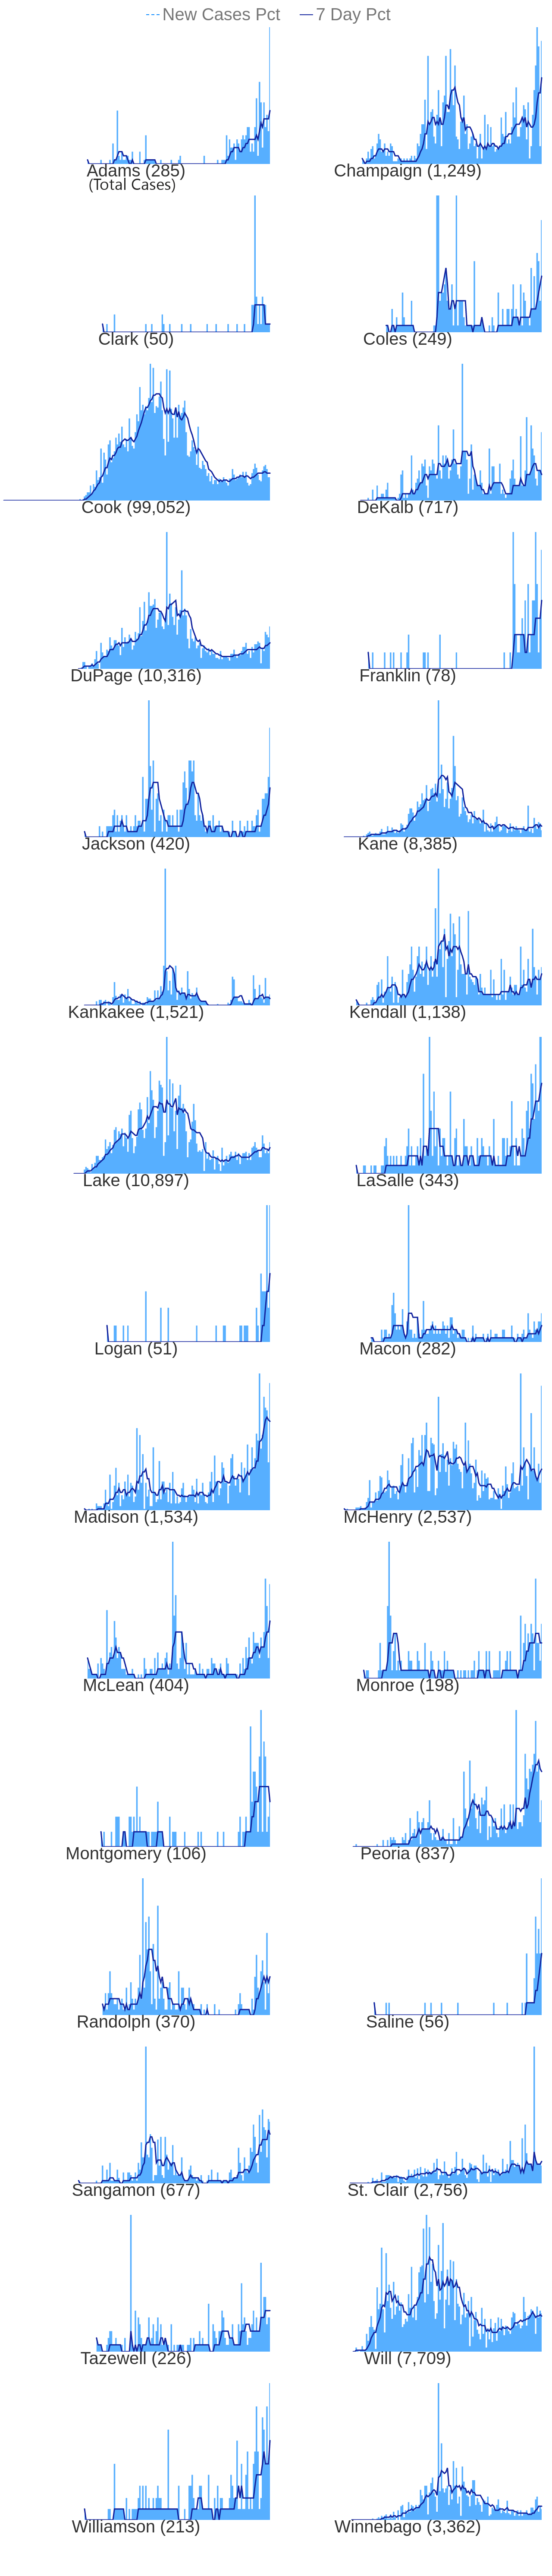 New Cases Pct 7 Day Pct
Adams (285) Champaign (1,249)
(Total Cases)
Clark (50) Coles (249)
Cook (99,052) DeKalb (717)
DuPage (10,316) Franklin (78)
Jackson (420) Kane (8,385)
Kankakee (1,521) Kendall (1,138)
Lake (10,897) LaSalle (343)
Logan (51) Macon (282)
Madison (1,534) McHenry (2,537)
McLean (404) Monroe (198)
Montgomery (106) Peoria (837)
Randolph (370) Saline (56)
Sangamon (677) St. Clair (2,756)
Tazewell (226) Will (7,709)
Williamson (213) Winnebago (3,362)